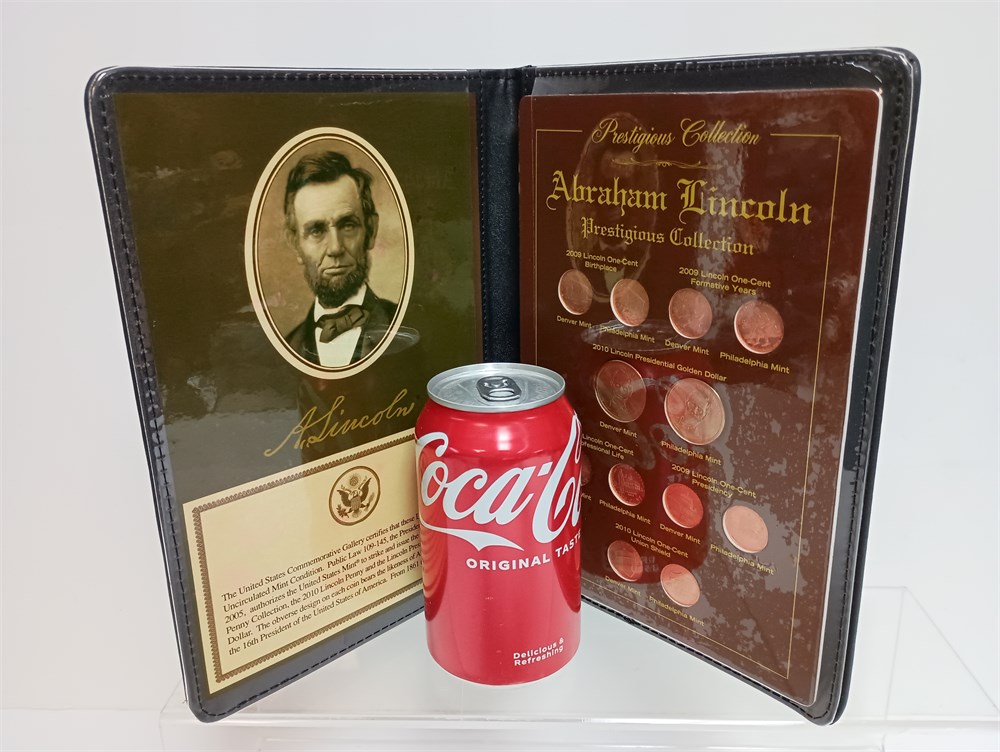 A. Lincoln
The United States Commemorative Gallery certifies that these
Uncirculated Mint Condition. Public Law 109-145, the Preside
2005, authorizes the United States Mint® to strike and issue the
Penny Collection, the 2010 Lincoln Penny and the Lincoln Pres
Dollar. The obverse design on each coin bears the likeness of A
the 16th President of the United States of America. From 1861
Prestigious Collection
Abraham Lincoln
Prestigious Collection
2009 Lincoln One-Cent
Birthplace
2009 Lincoln One-Cent
Formative Years
Denver Mint
Philadelphia Mint
Denver Mint
Philadelphia Mint
2010 Lincoln Presidential Golden Dollar
Denver Mint
Philadelphia Mint
Lincoln One-Cent
ofessional Life
2009 Lincoln One-Cent
Presidency
Philadelphia Mint
Denver Mint
Philadelphia Mint
2010 Lincoln One-Cent
Union Shield
Denver Mint
Philadelphia Mint
Coca-Co
ORIGINAL TASTE
Delicious &
Refreshing